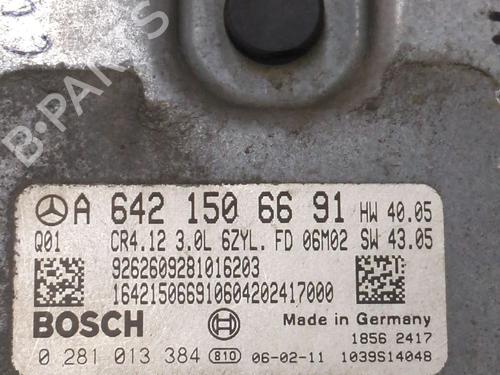 B-PARTS
A 642 150 66 91 HW 40.05
Q01 CR4.12 3.0L 6ZYL. FD 06M02 SW 43.05
9262609281016203
164215066910604202417000
BOSCH Made in Germany
1856 2417
0 281 013 384 810 06-02-11 1039S14048